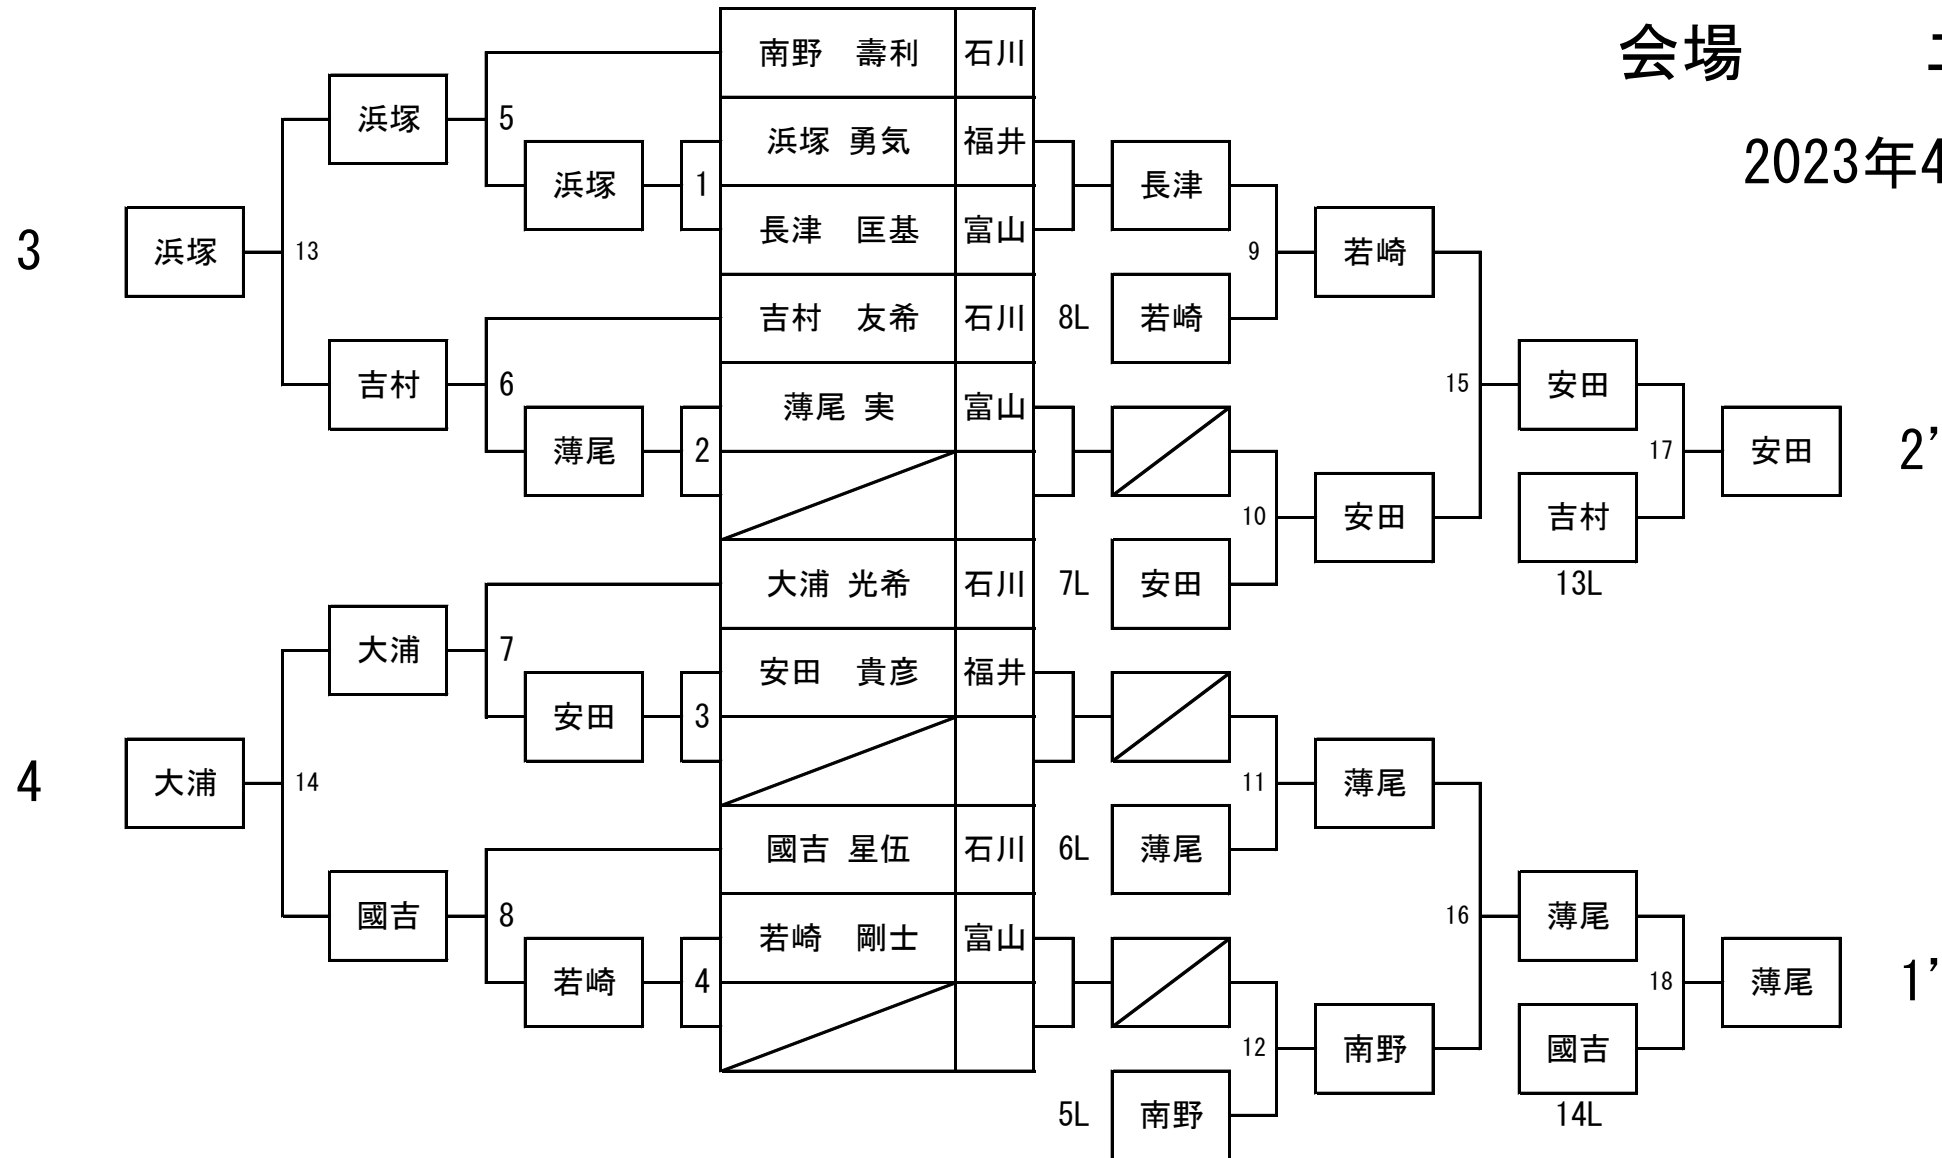 会場
2023年4
南野　壽利 石川
浜塚 5
浜塚 勇気 福井
浜塚 1 長津
長津　匡基 富山
3 浜塚 13 9 若崎
吉村　友希 石川 8L 若崎
吉村 6 15 安田
薄尾 実 富山
薄尾 2 17 安田 2’
10 安田 吉村
大浦 光希 石川 7L 安田 13L
大浦 7
安田　貴彦 福井
安田 3
4 大浦 14 11 薄尾
國吉 星伍 石川 6L 薄尾
國吉 8 16 薄尾
若崎　剛士 富山
若崎 4 18 薄尾 1’
12 南野 國吉
5L 南野 14L